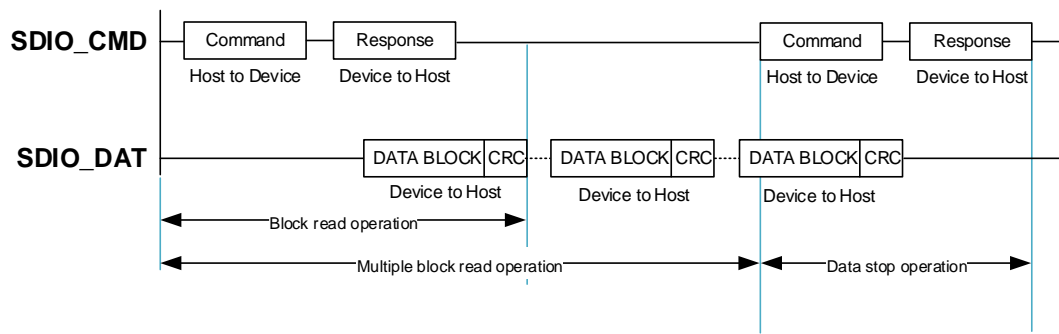 SDIO_CMD
Command
Response
Command
Response
Host to Device
Device to Host
Host to Device
Device to Host
SDIO_DAT
DATA BLOCK
CRC
DATA BLOCK
CRC
DATA BLOCK
CRC
Device to Host
Device to Host
Device to Host
Block read operation
Multiple block read operation
Data stop operation